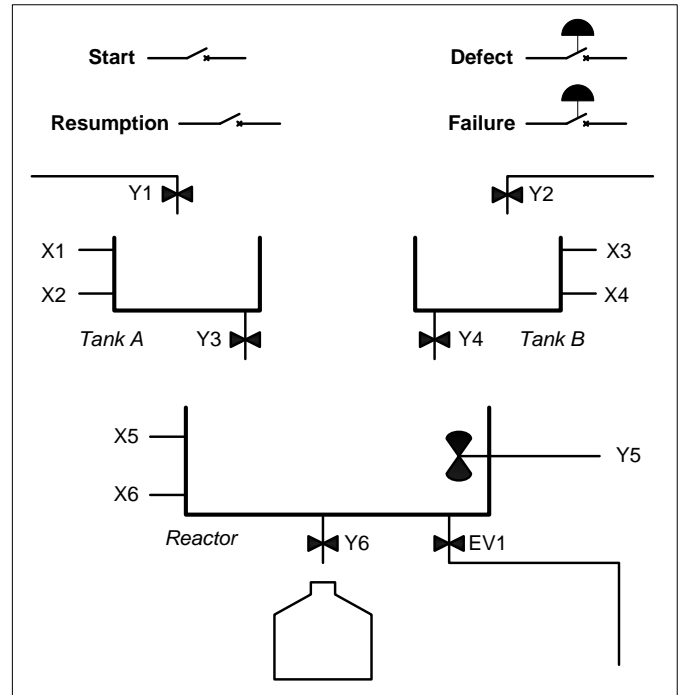 Start
Defect
Resumption
Failure
Y1
Y2
X1
X3
X2
X4
Tank A
Y3
Y4
Tank B
X5
Y5
X6
Reactor
Y6
EV1